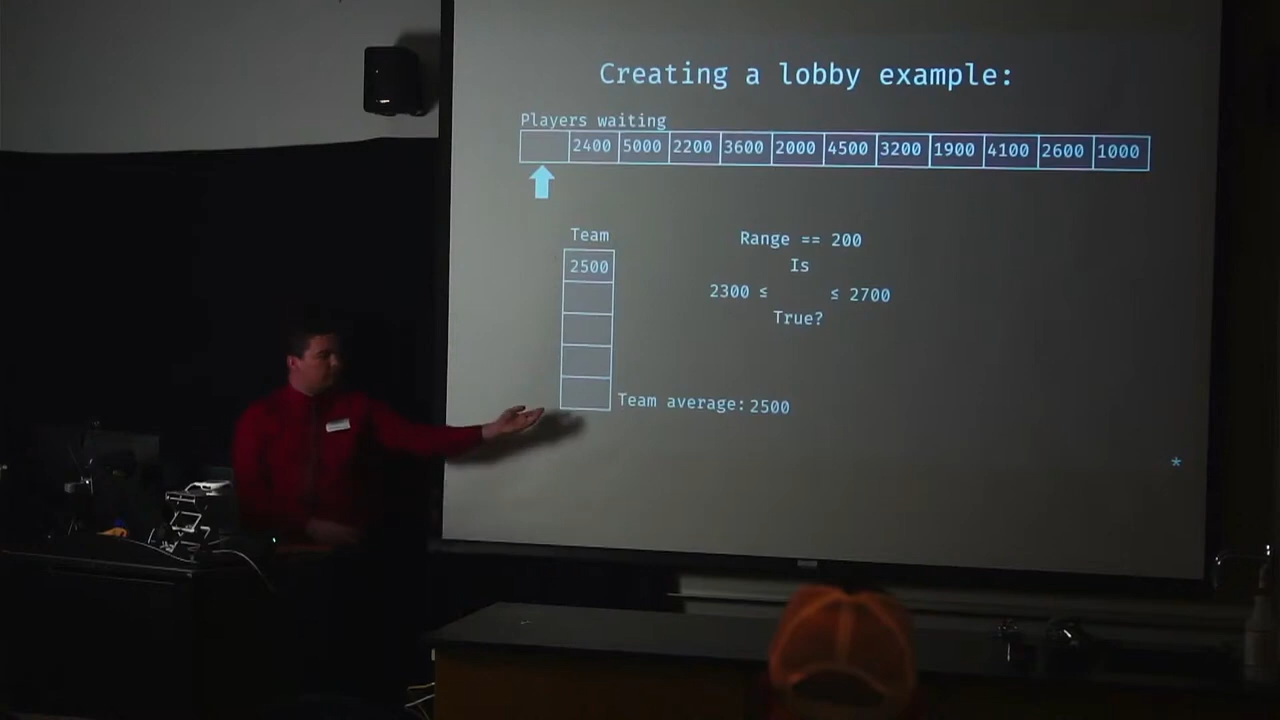 Creating a lobby example:
Players waiting
2400 5000 2200 3600 2000 4500 3200 1900 4100 2600 1000
Team
2500
Range == 200
Is
2300 ≤ ≤ 2700
True?
Team average: 2500
*